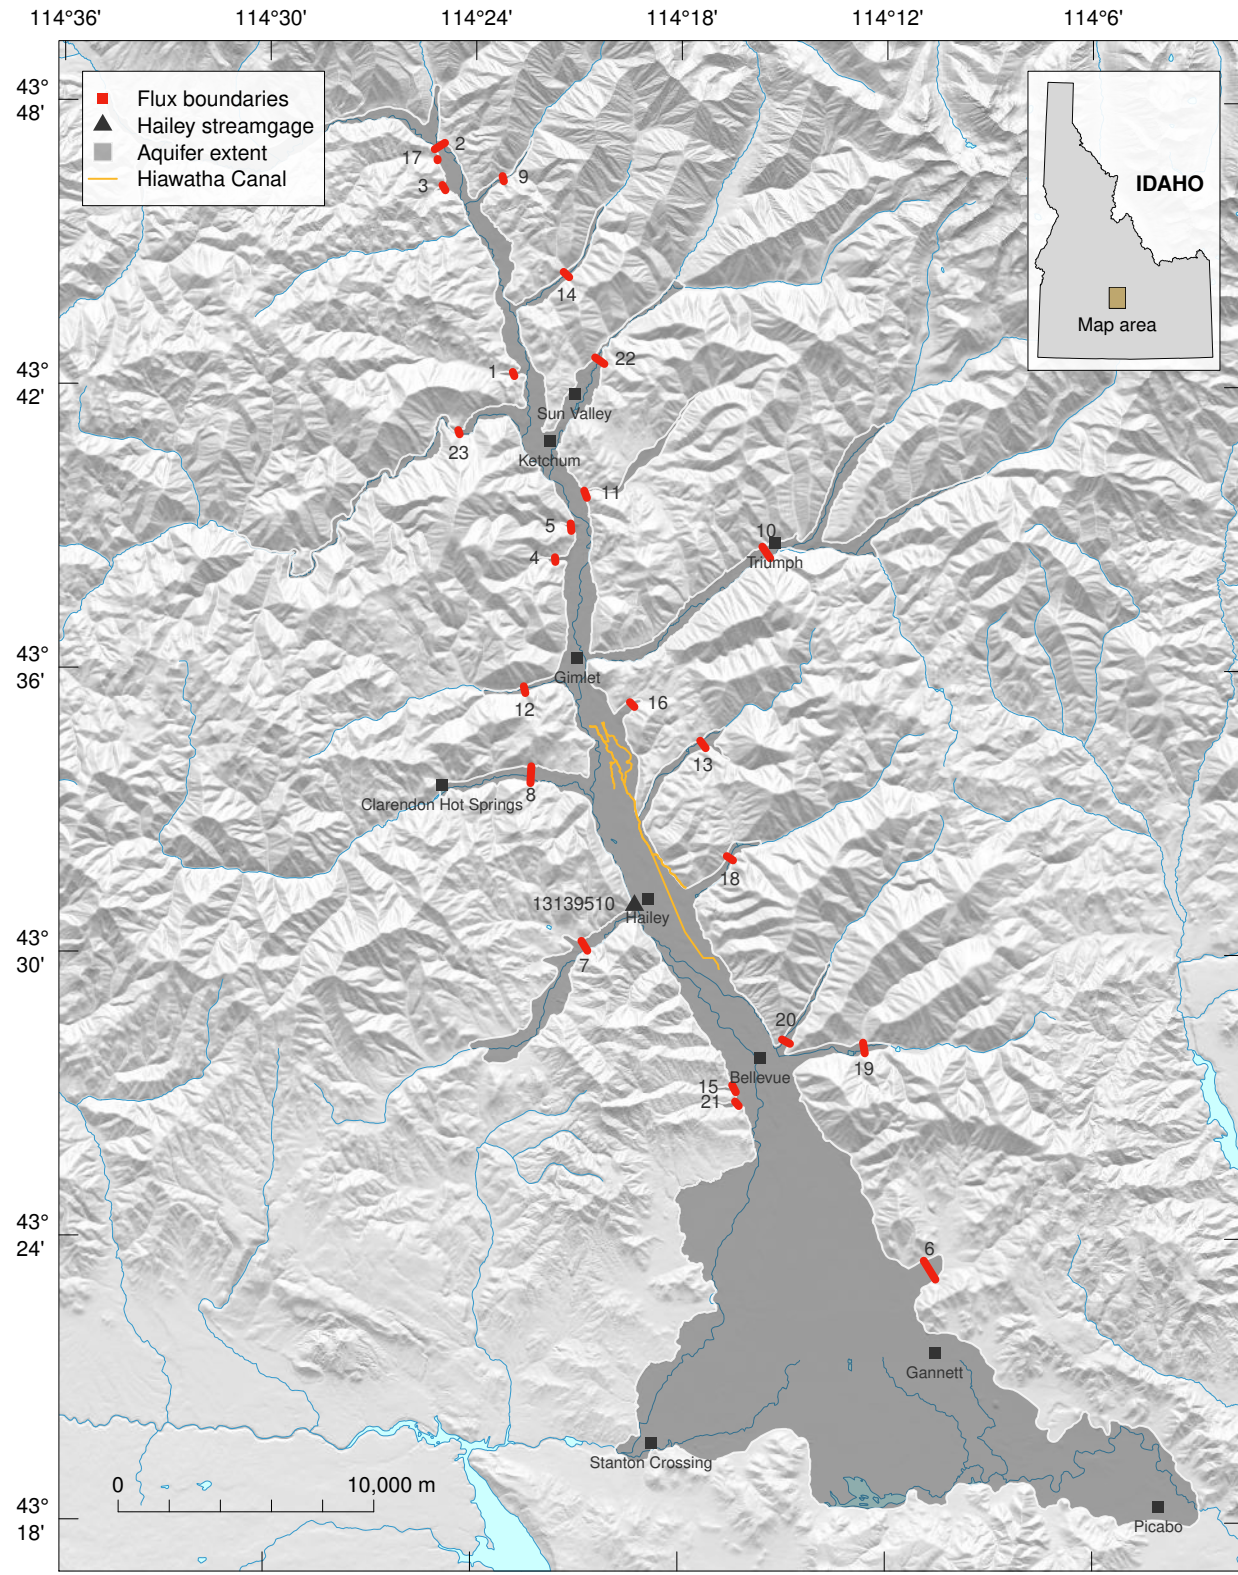 114°36'
114°30'
114°24'
114°18'
114°12'
114°6'
43°
48'
Flux boundaries
Hailey streamgage
Aquifer extent
Hiawatha Canal
IDAHO
Map area
2
17
3
9
14
43°
42'
1
22
Sun Valley
23
Ketchum
11
5
4
10
Triumph
43°
36'
Gimlet
12
16
13
8
Clarendon Hot Springs
18
13139510
Hailey
43°
30'
7
20
19
Bellevue
15
21
43°
24'
6
Gannett
Stanton Crossing
0
10,000 m
43°
18'
Picabo